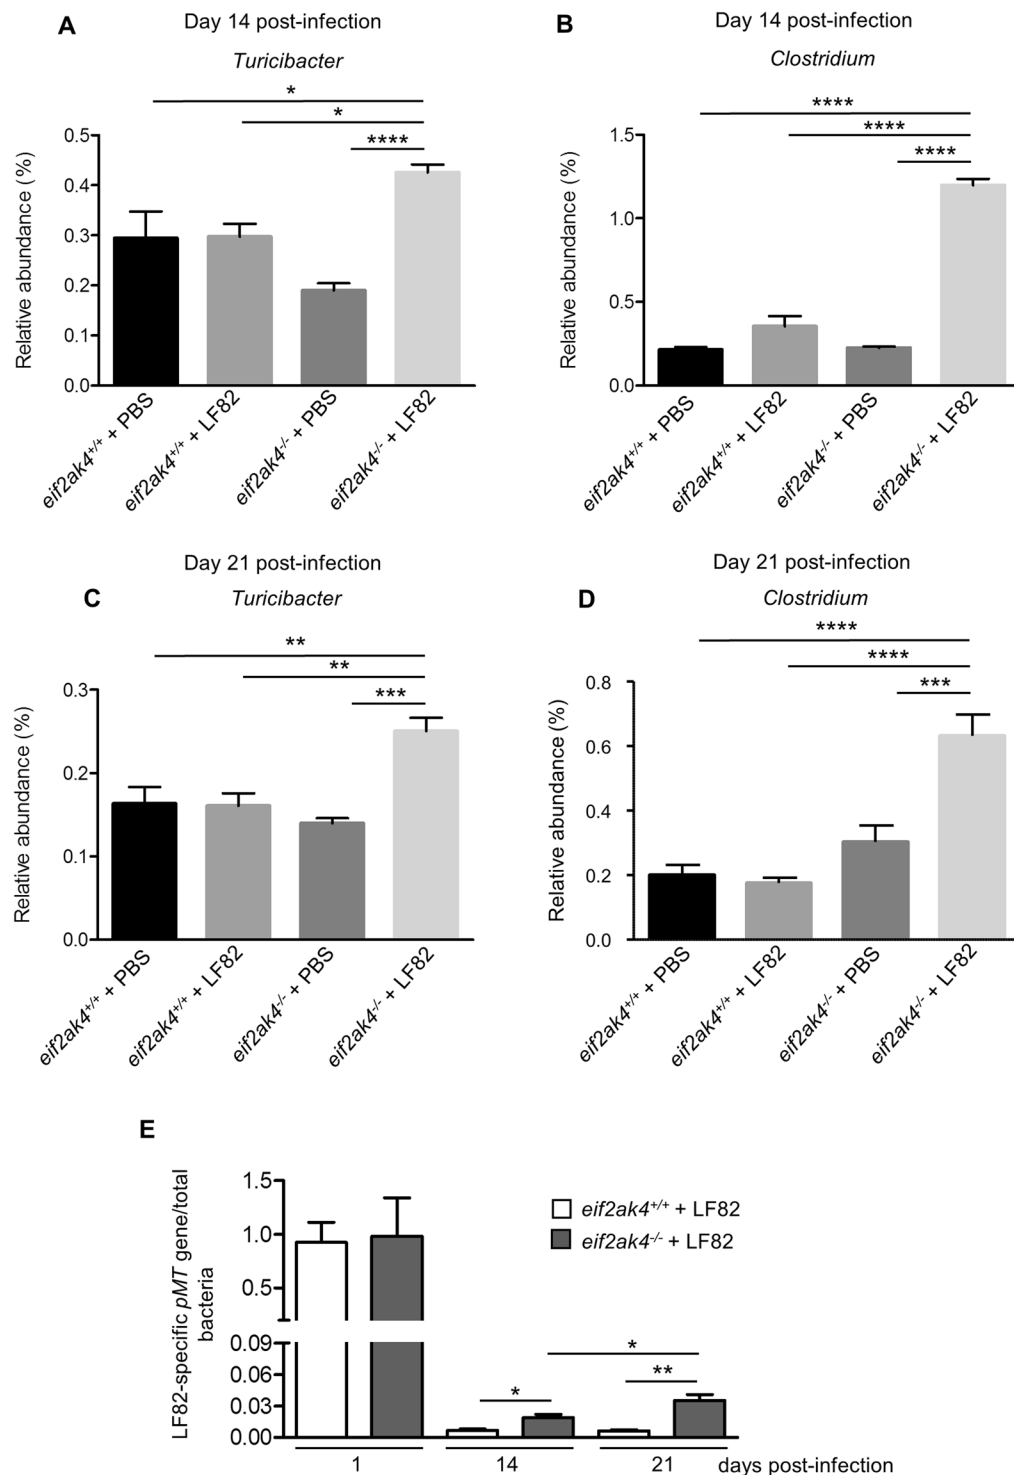 A
Day 14 post-infection
Turicibacter
*
*
****
Relative abundance (%)
0.5
0.4
0.3
0.2
0.1
0.0
eif2ak4+/+ + PBS
eif2ak4+/+ + LF82
eif2ak4-/- + PBS
eif2ak4-/- + LF82
B
Day 14 post-infection
Clostridium
****
****
****
Relative abundance (%)
1.5
1.0
0.5
0.0
eif2ak4+/+ + PBS
eif2ak4+/+ + LF82
eif2ak4-/- + PBS
eif2ak4-/- + LF82
Day 21 post-infection
C
Turicibacter
**
**
***
Relative abundance (%)
0.3
0.2
0.1
0.0
eif2ak4+/+ + PBS
eif2ak4+/+ + LF82
eif2ak4-/- + PBS
eif2ak4-/- + LF82
Day 21 post-infection
D
Clostridium
****
****
***
Relative abundance (%)
0.8
0.6
0.4
0.2
0.0
eif2ak4+/+ + PBS
eif2ak4+/+ + LF82
eif2ak4-/- + PBS
eif2ak4-/- + LF82
E
LF82-specific pMT gene/total
bacteria
1.5
1.0
0.5
0.09
0.06
0.03
0.00
eif2ak4+/+ + LF82
eif2ak4-/- + LF82
*
*
**
1
14
21
days post-infection